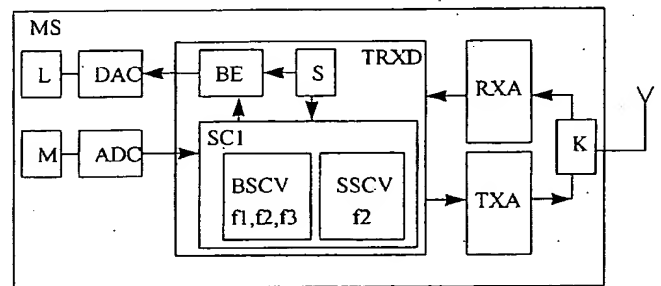 MS
L
DAC
BE
S
TRXD
RXA
M
ADC
SC1
BSCV
f1,f2,f3
SSCV
f2
TXA
K